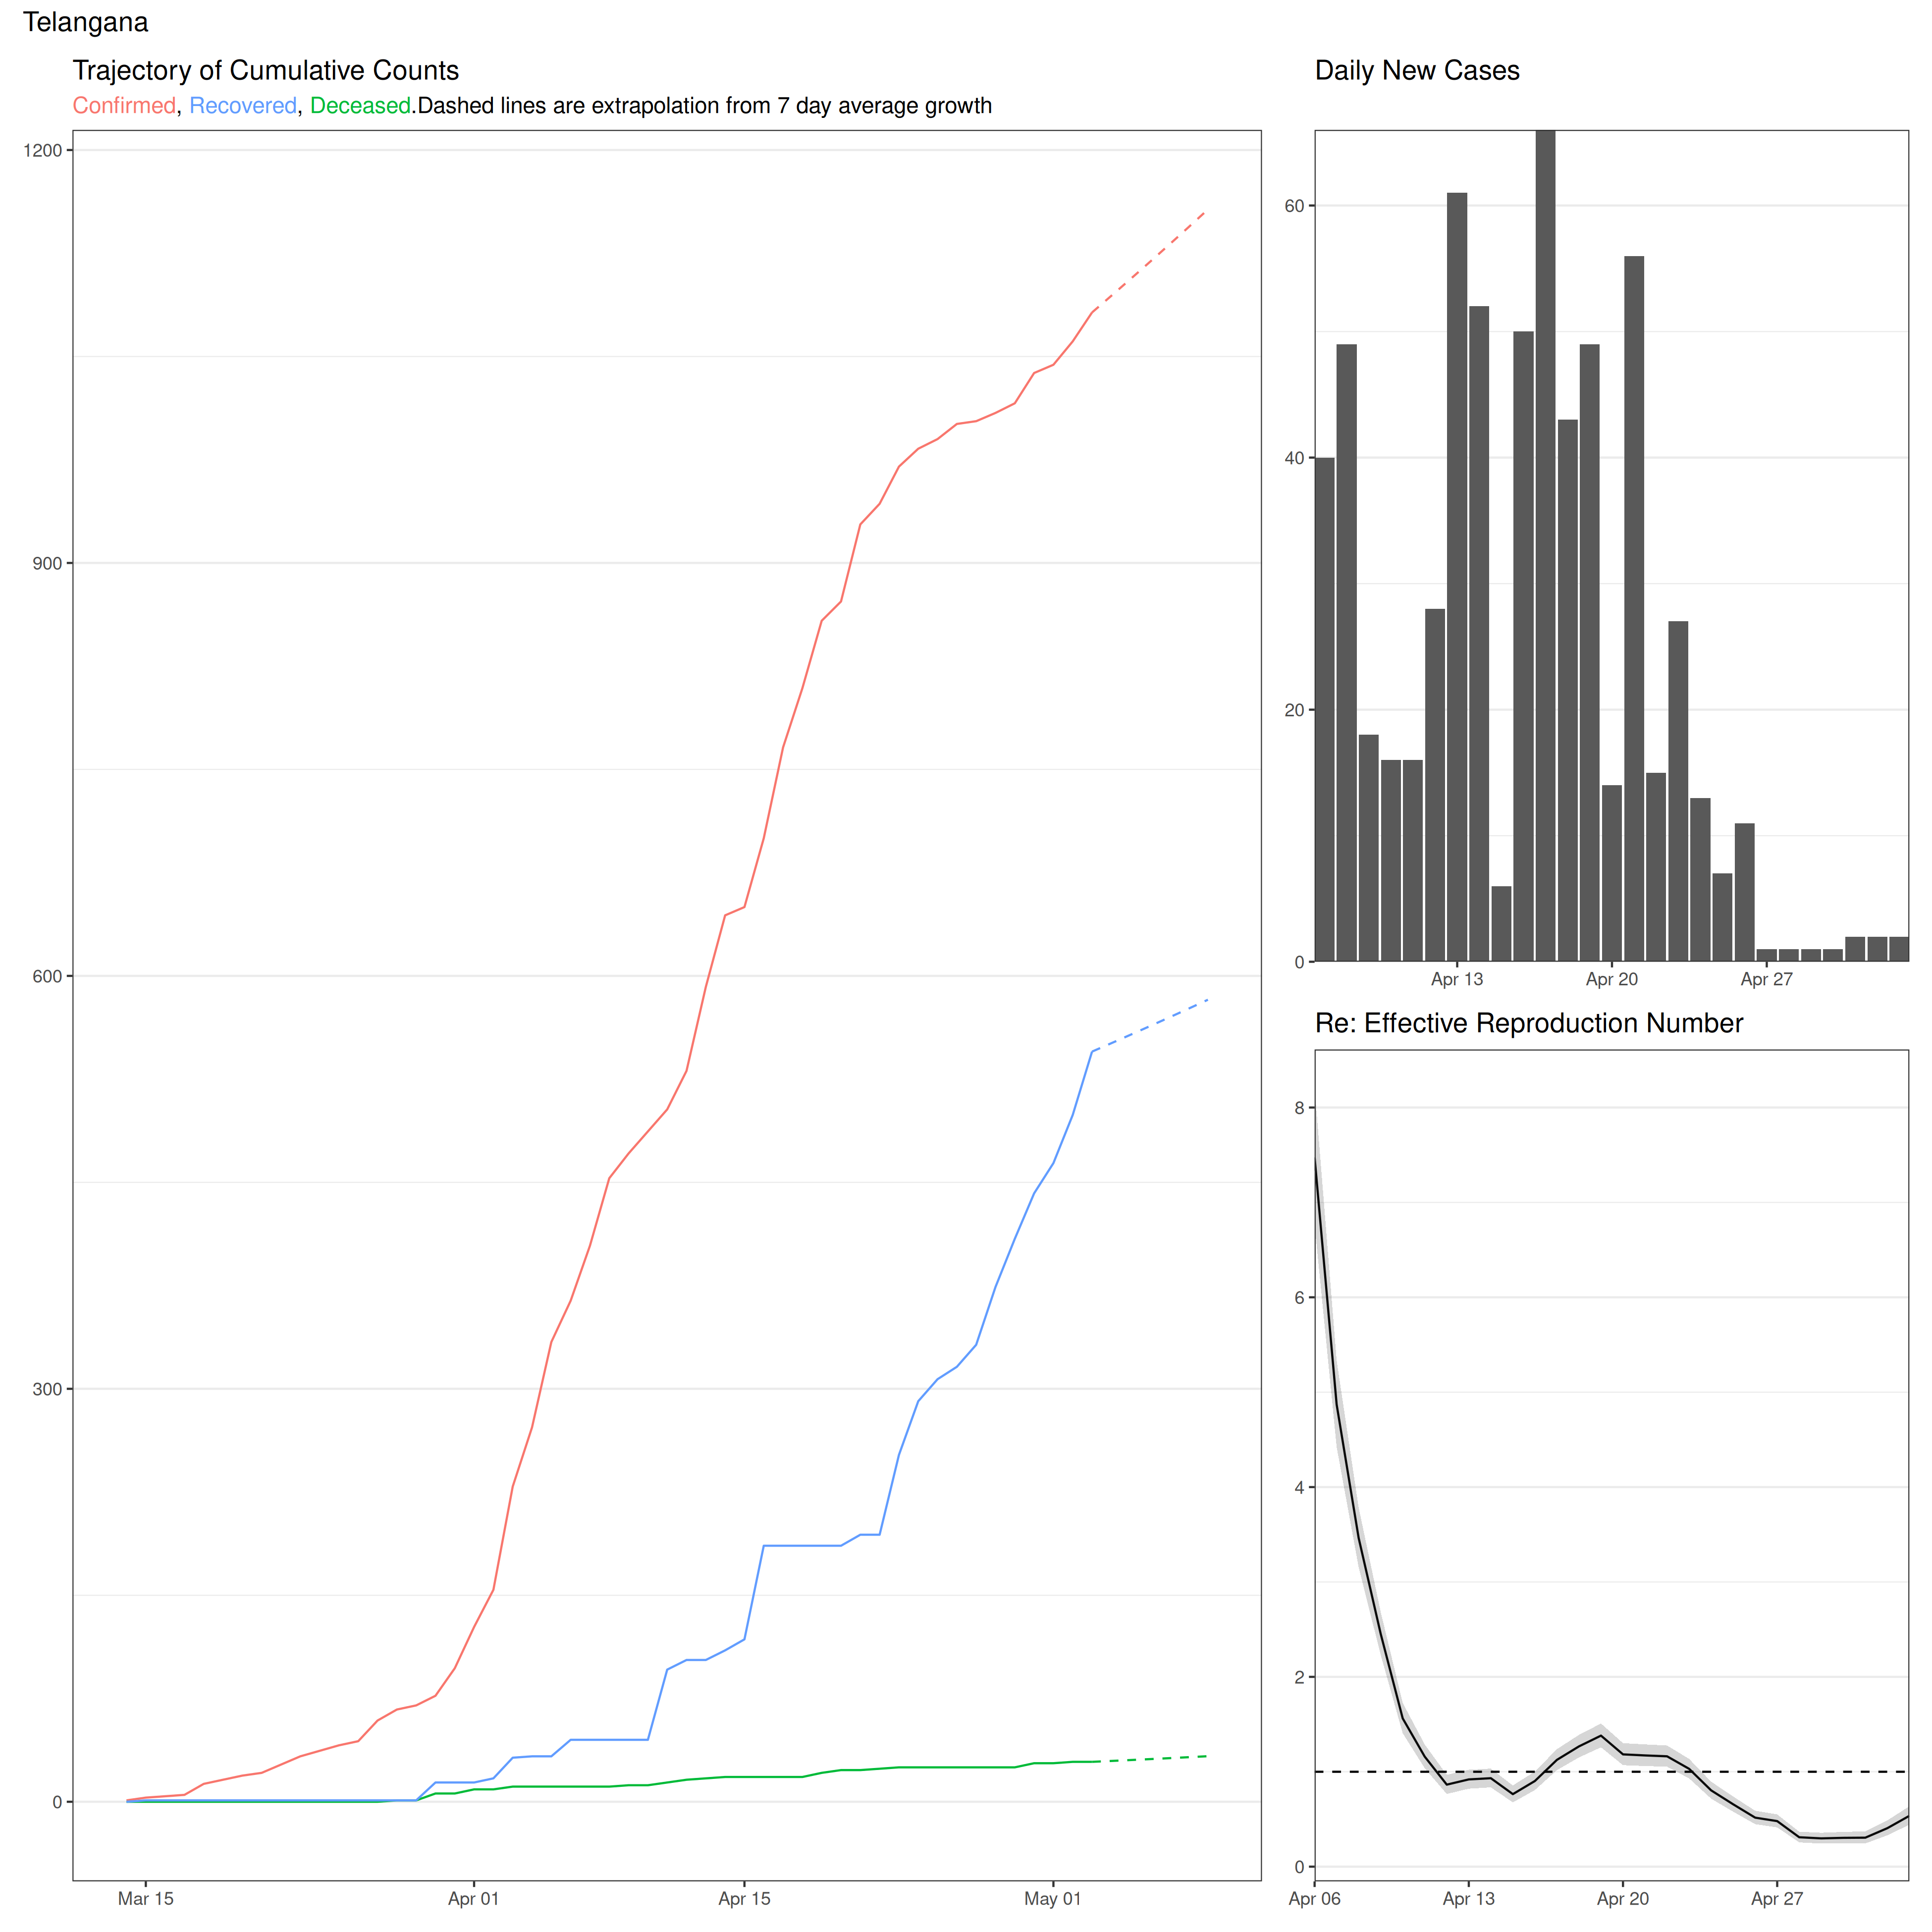 Telangana
Trajectory of Cumulative Counts
Confirmed, Recovered, Deceased.Dashed lines are extrapolation from 7 day average growth
1200
900
600
300
0
Mar 15 Apr 01 Apr 15 May 01
Daily New Cases
60
40
20
0
Apr 13 Apr 20 Apr 27
Re: Effective Reproduction Number
8
6
4
2
0
Apr 06 Apr 13 Apr 20 Apr 27